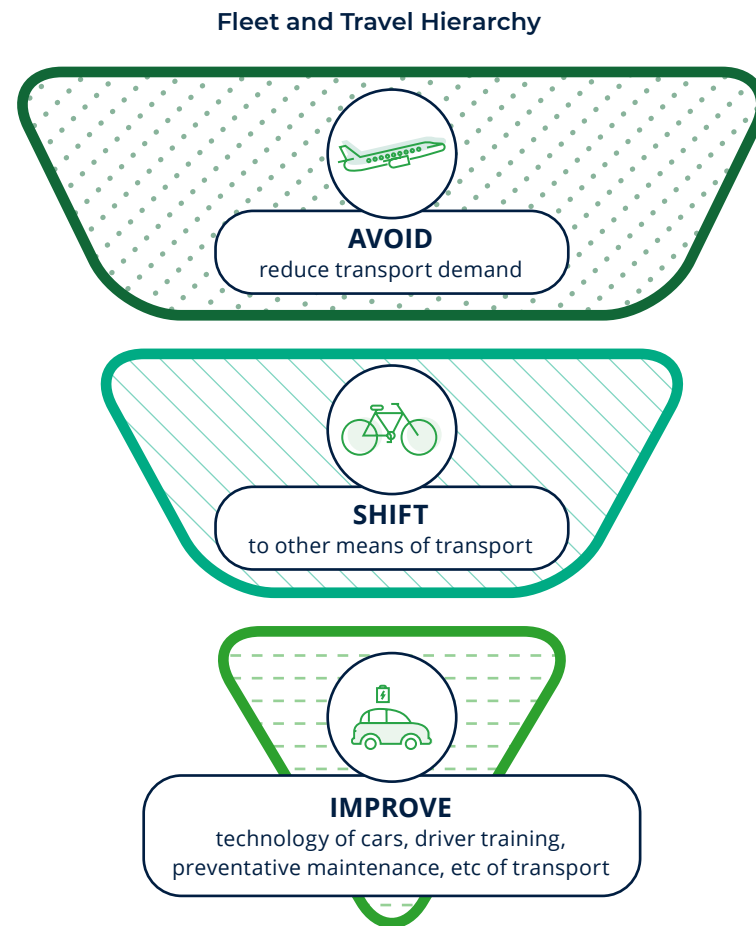 Fleet and Travel Hierarchy
AVOID
reduce transport demand
SHIFT
to other means of transport
IMPROVE
technology of cars, driver training,
preventative maintenance, etc of transport